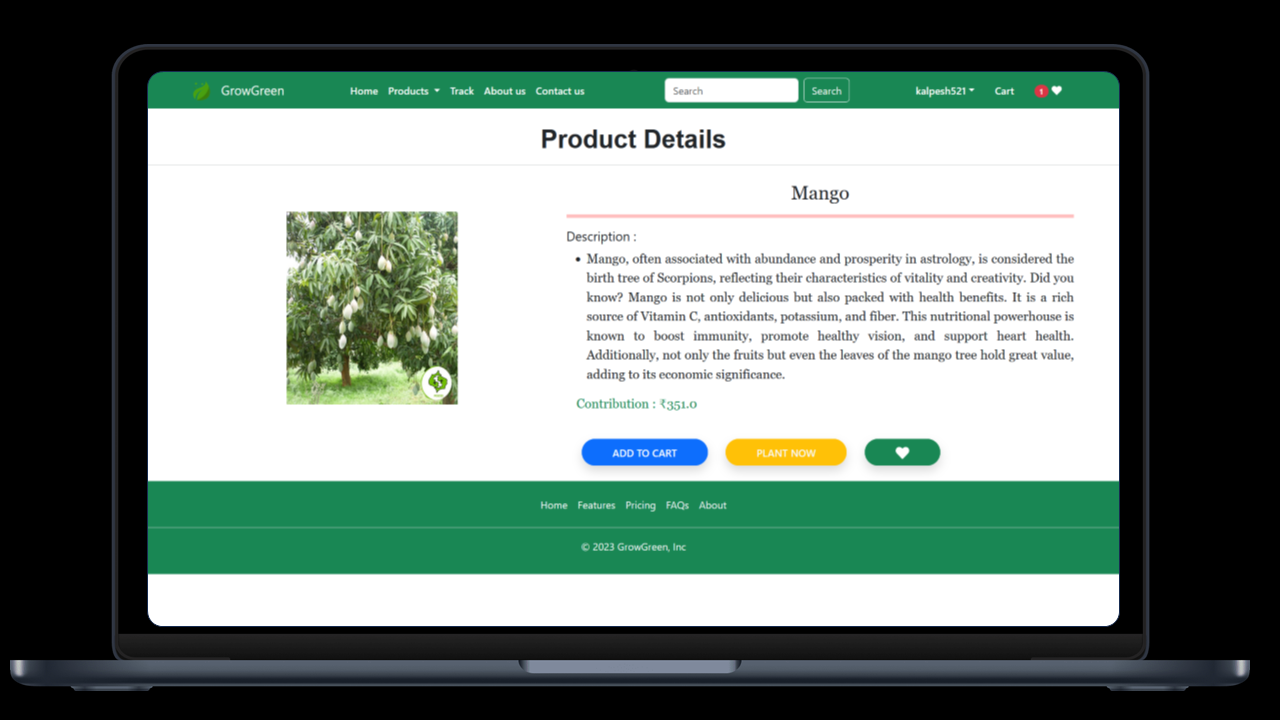 GrowGreen Home Products Track About us Contact us Search Search kalpesh521 Cart 1
Product Details
Mango
Description :
• Mango, often associated with abundance and prosperity in astrology, is considered the
birth tree of Scorpions, reflecting their characteristics of vitality and creativity. Did you
know? Mango is not only delicious but also packed with health benefits. It is a rich
source of Vitamin C, antioxidants, potassium, and fiber. This nutritional powerhouse is
known to boost immunity, promote healthy vision, and support heart health.
Additionally, not only the fruits but even the leaves of the mango tree hold great value,
adding to its economic significance.
Contribution : ₹351.0
ADD TO CART PLANT NOW
Home Features Pricing FAQs About
© 2023 GrowGreen, Inc